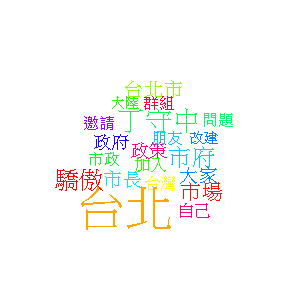 台北市
大陸 群組
丁守中 問題
邀請
政府 朋友 改建
政策 市府
市政 加入
驕傲 市長 台灣 大家
台北 市場
自己